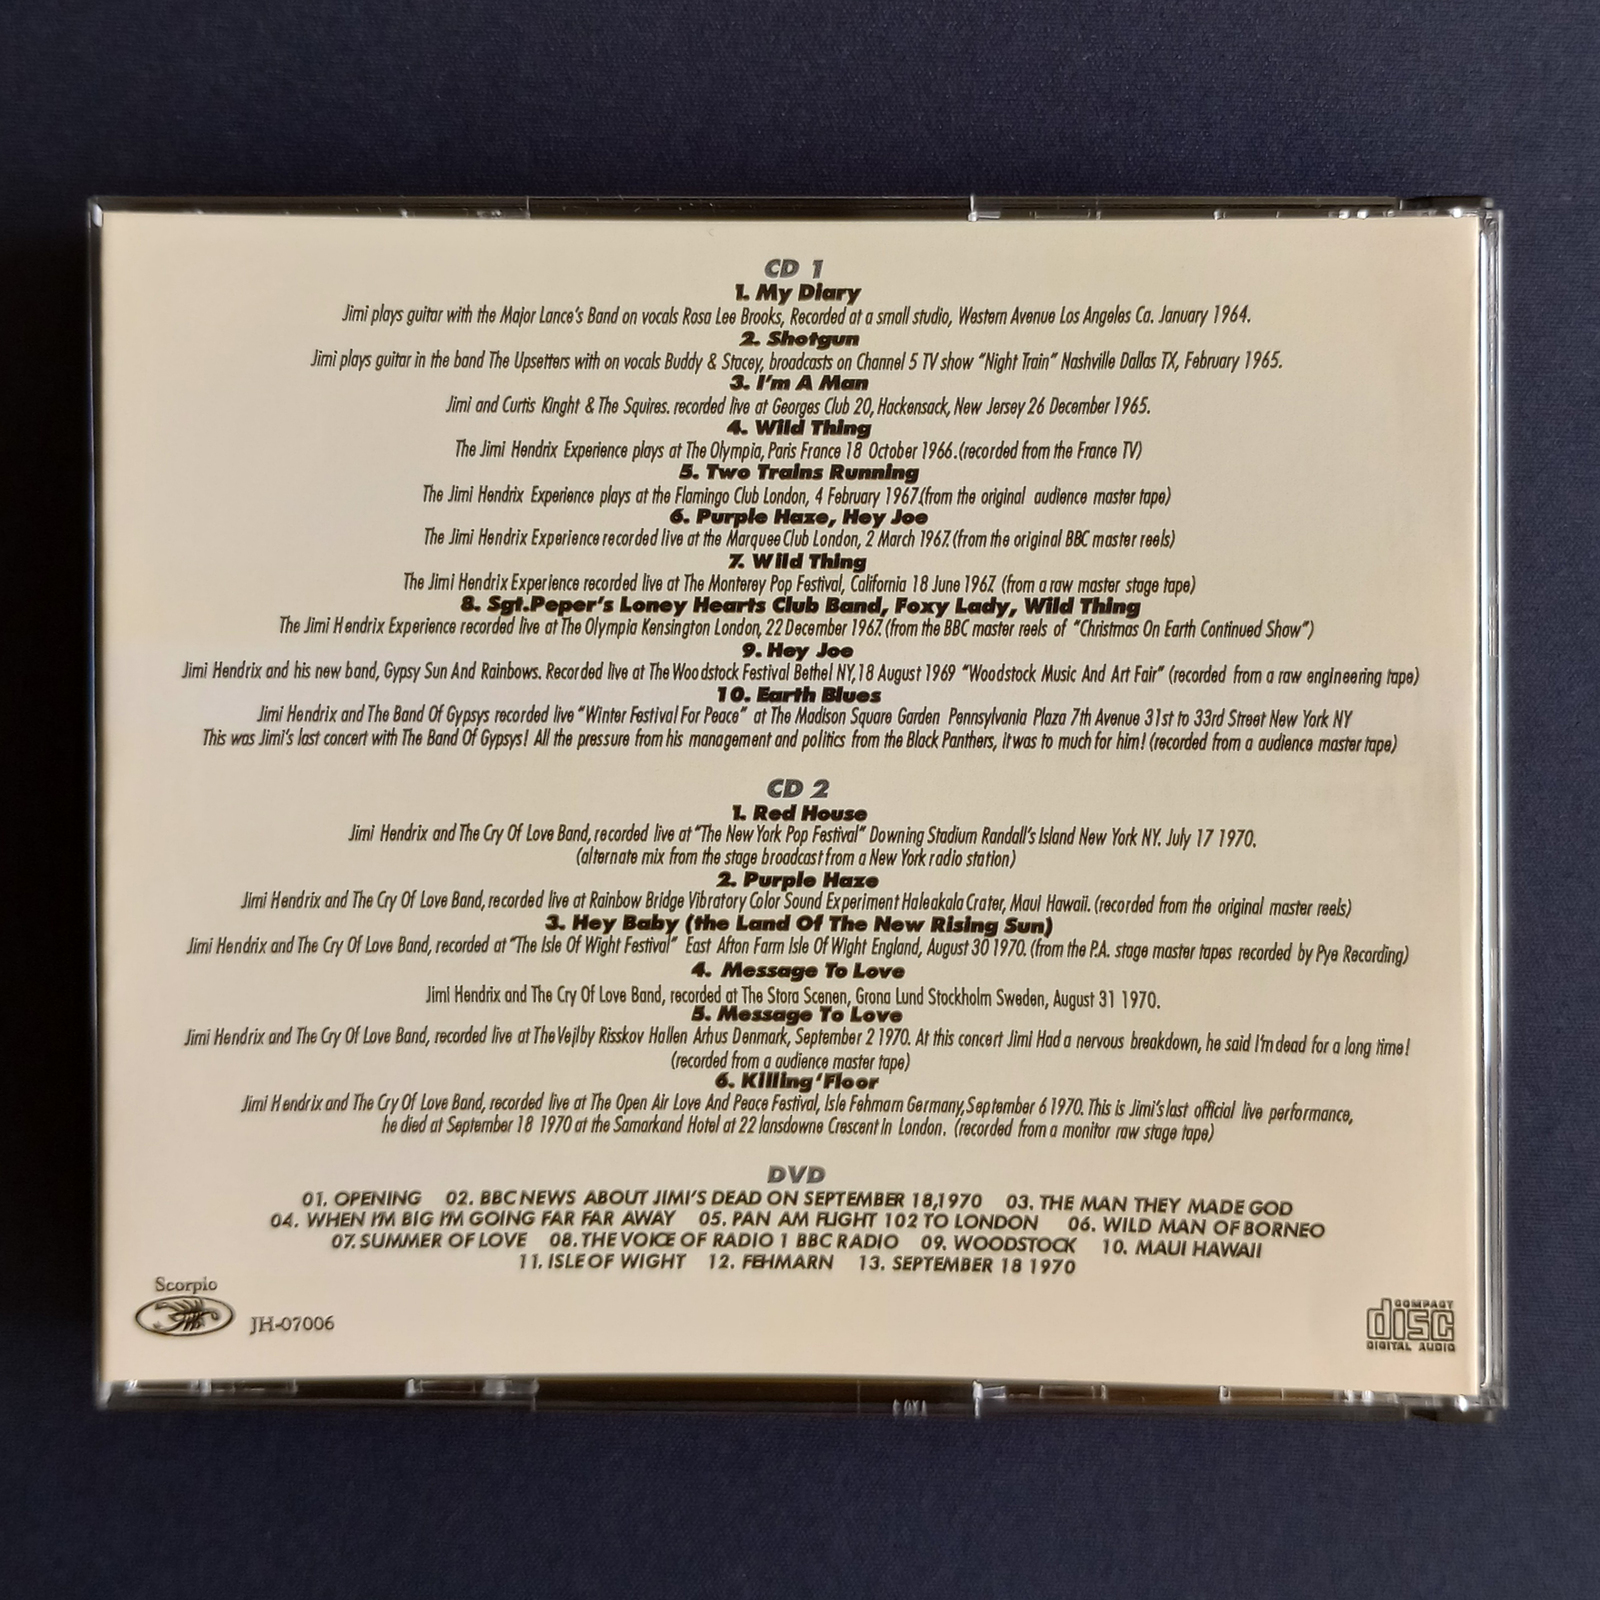 CD 1
1. My Diary
Jimi plays guitar with the Major Lance's Band on vocals Rosa Lee Brooks, Recorded at a small studio, Western Avenue Los Angeles Ca. January 1964.
2. Shotgun
Jimi plays guitar in the band The Upsetters with on vocals Buddy & Stacey, broadcasts on Channel 5 TV show "Night Train" Nashville Dallas TX, February 1965.
3. I'm A Man
Jimi and Curtis Kinght & The Squires. recorded live at Georges Club 20, Hackensack, New Jersey 26 December 1965.
4. Wild Thing
The Jimi Hendrix Experience plays at The Olympia, Paris France 18 October 1966.(recorded from the France TV)
5. Two Trains Running
The Jimi Hendrix Experience plays at the Flamingo Club London, 4 February 1967.(from the original audience master tape)
6. Purple Haze, Hey Joe
The Jimi Hendrix Experience recorded live at the Marquee Club London, 2 March 1967. (from the original BBC master reels)
7. Wild Thing
The Jimi Hendrix Experience recorded live at The Monterey Pop Festival, California 18 June 1967. (from a raw master stage tape)
8. Sgt.Peper's Loney Hearts Club Band, Foxy Lady, Wild Thing
The Jimi Hendrix Experience recorded live at The Olympia Kensington London, 22 December 1967. (from the BBC master reels of "Christmas On Earth Continued Show")
9. Hey Joe
Jimi Hendrix and his new band, Gypsy Sun And Rainbows. Recorded live at The Woodstock Festival Bethel NY, 18 August 1969 "Woodstock Music And Art Fair" (recorded from a raw engineering tape)
10. Earth Blues
Jimi Hendrix and The Band Of Gypsys recorded live "Winter Festival For Peace" at The Madison Square Garden Pennsylvania Plaza 7th Avenue 31st to 33rd Street New York NY
This was Jimi's last concert with The Band Of Gypsys! All the pressure from his management and politics from the Black Panthers, it was to much for him! (recorded from a audience master tape)
CD 2
1. Red House
Jimi Hendrix and The Cry Of Love Band, recorded live at "The New York Pop Festival" Downing Stadium Randall's Island New York NY. July 17 1970.
(alternate mix from the stage broadcast from a New York radio station)
2. Purple Haze
Jimi Hendrix and The Cry Of Love Band, recorded live at Rainbow Bridge Vibratory Color Sound Experiment Haleakala Crater, Maui Hawaii. (recorded from the original master reels)
3. Hey Baby (the Land Of The New Rising Sun)
Jimi Hendrix and The Cry Of Love Band, recorded at "The Isle Of Wight Festival" East Afton Farm Isle Of Wight England, August 30 1970. (from the P.A. stage master tapes recorded by Pye Recording)
4. Message To Love
Jimi Hendrix and The Cry Of Love Band, recorded at The Stora Scenen, Grona Lund Stockholm Sweden, August 31 1970.
5. Message To Love
Jimi Hendrix and The Cry Of Love Band, recorded live at The Vejlby Risskov Hallen Arhus Denmark, September 2 1970. At this concert Jimi Had a nervous breakdown, he said I'm dead for a long time!
(recorded from a audience master tape)
6. Killing'Floor
Jimi Hendrix and The Cry Of Love Band, recorded live at The Open Air Love And Peace Festival, Isle Fehmarn Germany, September 6 1970. This is Jimi's last official live performance,
he died at September 18 1970 at the Samarkand Hotel at 22 lansdowne Crescent In London. (recorded from a monitor raw stage tape)
DVD
01. OPENING 02. BBC NEWS ABOUT JIMI'S DEAD ON SEPTEMBER 18,1970 03. THE MAN THEY MADE GOD
04. WHEN I'M BIG I'M GOING FAR FAR AWAY 05. PAN AM FLIGHT 102 TO LONDON 06. WILD MAN OF BORNEO
07. SUMMER OF LOVE 08. THE VOICE OF RADIO 1 BBC RADIO 09. WOODSTOCK 10. MAUI HAWAII
11. ISLE OF WIGHT 12. FEHMARN 13. SEPTEMBER 18 1970
Scorpio
JH-07006
COMPACT
disc
DIGITAL AUDIO